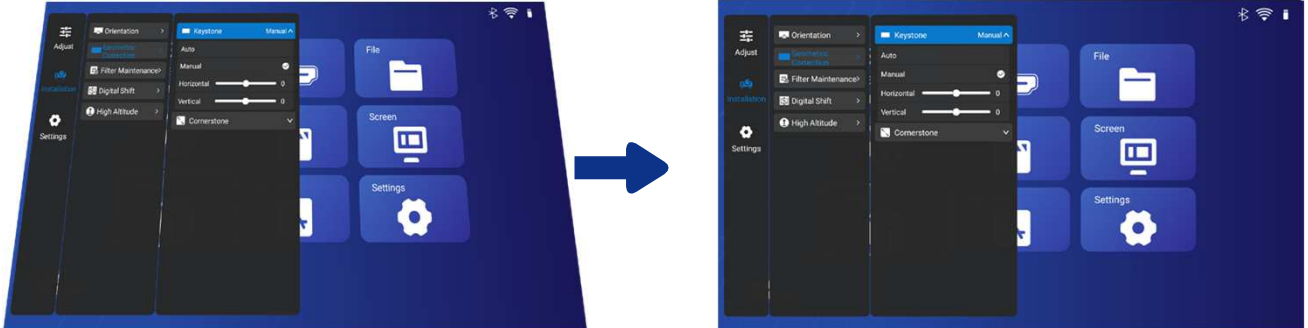 Adjust
Installation
Settings
Orientation
Geometric
Correction
Filter Maintenance
Digital Shift
High Altitude
Keystone Manual
Auto
Manual
Horizontal 0
Vertical 0
Cornerstone
File
Screen
Settings
Adjust
Installation
Settings
Orientation
Geometric
Correction
Filter Maintenance
Digital Shift
High Altitude
Keystone Manual
Auto
Manual
Horizontal 0
Vertical 0
Cornerstone
File
Screen
Settings